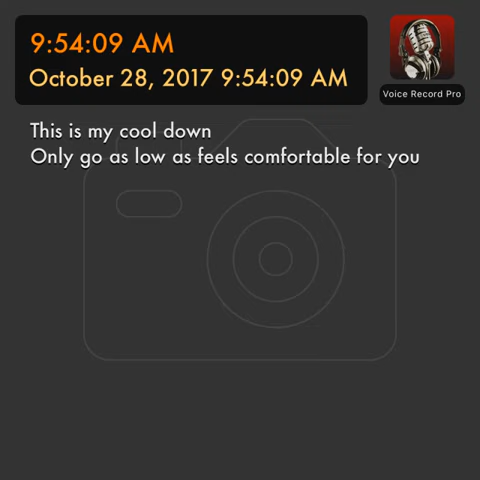 9:54:09 AM
October 28, 2017 9:54:09 AM
Voice Record Pro
This is my cool down
Only go as low as feels comfortable for you